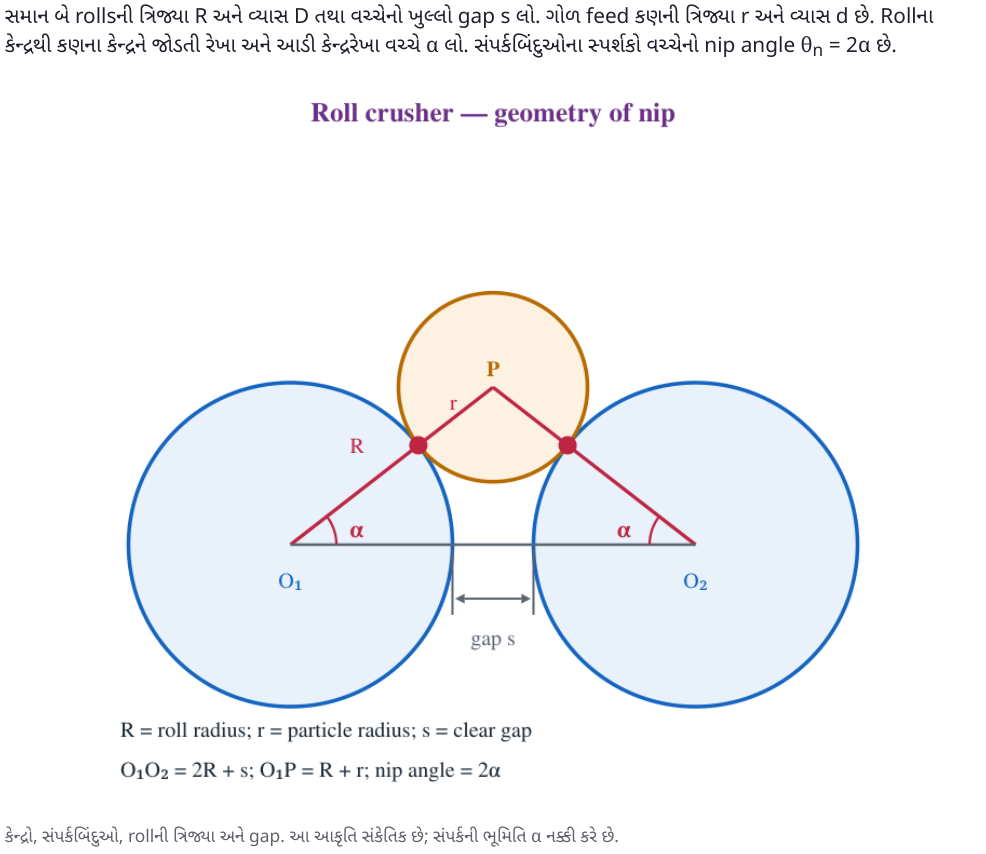 સમાન બે rollsની ત્રિજ્યા R અને વ્યાસ D તથા વચ્ચેનો ખુલ્લો gap s લો. ગોળ feed કણની ત્રિજ્યા r અને વ્યાસ d છે. Rollના
કેન્દ્રથી કણના કેન્દ્રને જોડતી રેખા અને આડી કેન્દ્રરેખા વચ્ચે α લો. સંપર્કબિંદુઓના સ્પર્શકો વચ્ચેનો nip angle θn = 2α છે.
Roll crusher — geometry of nip
P
r
R
α
α
O₁
O₂
gap s
R = roll radius; r = particle radius; s = clear gap
O₁O₂ = 2R + s; O₁P = R + r; nip angle = 2α
કેન્દ્રો, સંપર્કબિંદુઓ, rollની ત્રિજ્યા અને gap. આ આકૃતિ સંકેતિક છે; સંપર્કની ભૂમિતિ α નક્કી કરે છે.